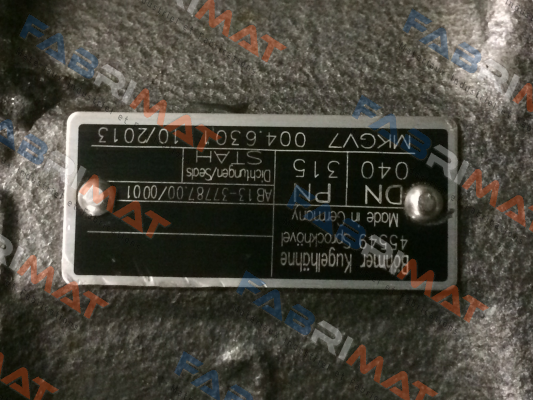 Böhmer Kugelhähne
45549 Sprockhövel
Made in Germany
AB13-37787.00/0001
DN PN Dichtungen/Seals
040 315 STAH
MKGV7 004.6301 10/2013
FABRIMAT